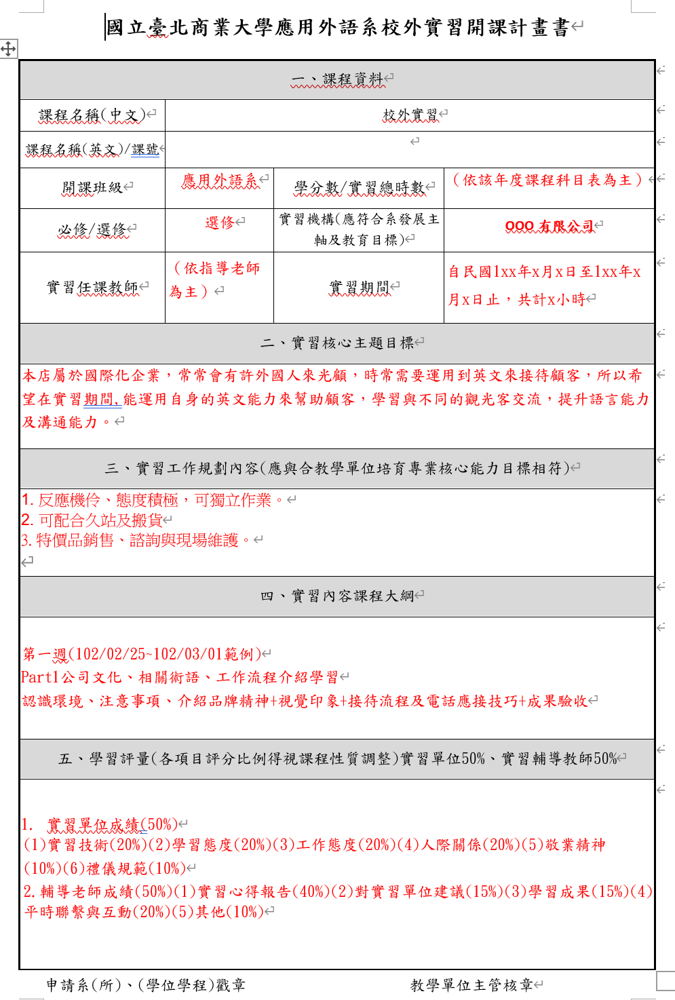 國立臺北商業大學應用外語系校外實習開課計畫書
一、課程資料
課程名稱(中文)
校外實習
課程名稱(英文)/課號
開課班級
應用外語系
學分數/實習總時數
（依該年度課程科目表為主）
必修/選修
選修
實習機構(應符合系發展主
軸及教育目標)
OOO 有限公司
實習任課教師
（依指導老師
為主）
實習期間
自民國1xx年x月x日至1xx年x
月x日止，共計x小時
二、實習核心主題目標
本店屬於國際化企業，常常會有許外國人來光顧，時常需要運用到英文來接待顧客，所以希
望在實習期間,能運用自身的英文能力來幫助顧客，學習與不同的觀光客交流，提升語言能力
及溝通能力。
三、實習工作規劃內容(應與合教學單位培育專業核心能力目標相符)
1. 反應機伶、態度積極，可獨立作業。
2. 可配合久站及搬貨
3. 特價品銷售、諮詢與現場維護。
四、實習內容課程大綱
第一週(102/02/25~102/03/01範例)
Part1公司文化、相關術語、工作流程介紹學習
認識環境、注意事項、介紹品牌精神+視覺印象+接待流程及電話應接技巧+成果驗收
五、學習評量(各項目評分比例得視課程性質調整)實習單位50%、實習輔導教師50%
1. 實習單位成績(50%)
(1)實習技術(20%)(2)學習態度(20%)(3)工作態度(20%)(4)人際關係(20%)(5)敬業精神
(10%)(6)禮儀規範(10%)
2.輔導老師成績(50%)(1)實習心得報告(40%)(2)對實習單位建議(15%)(3)學習成果(15%)(4)
平時聯繫與互動(20%)(5)其他(10%)
申請系(所)、(學位學程)戳章
教學單位主管核章